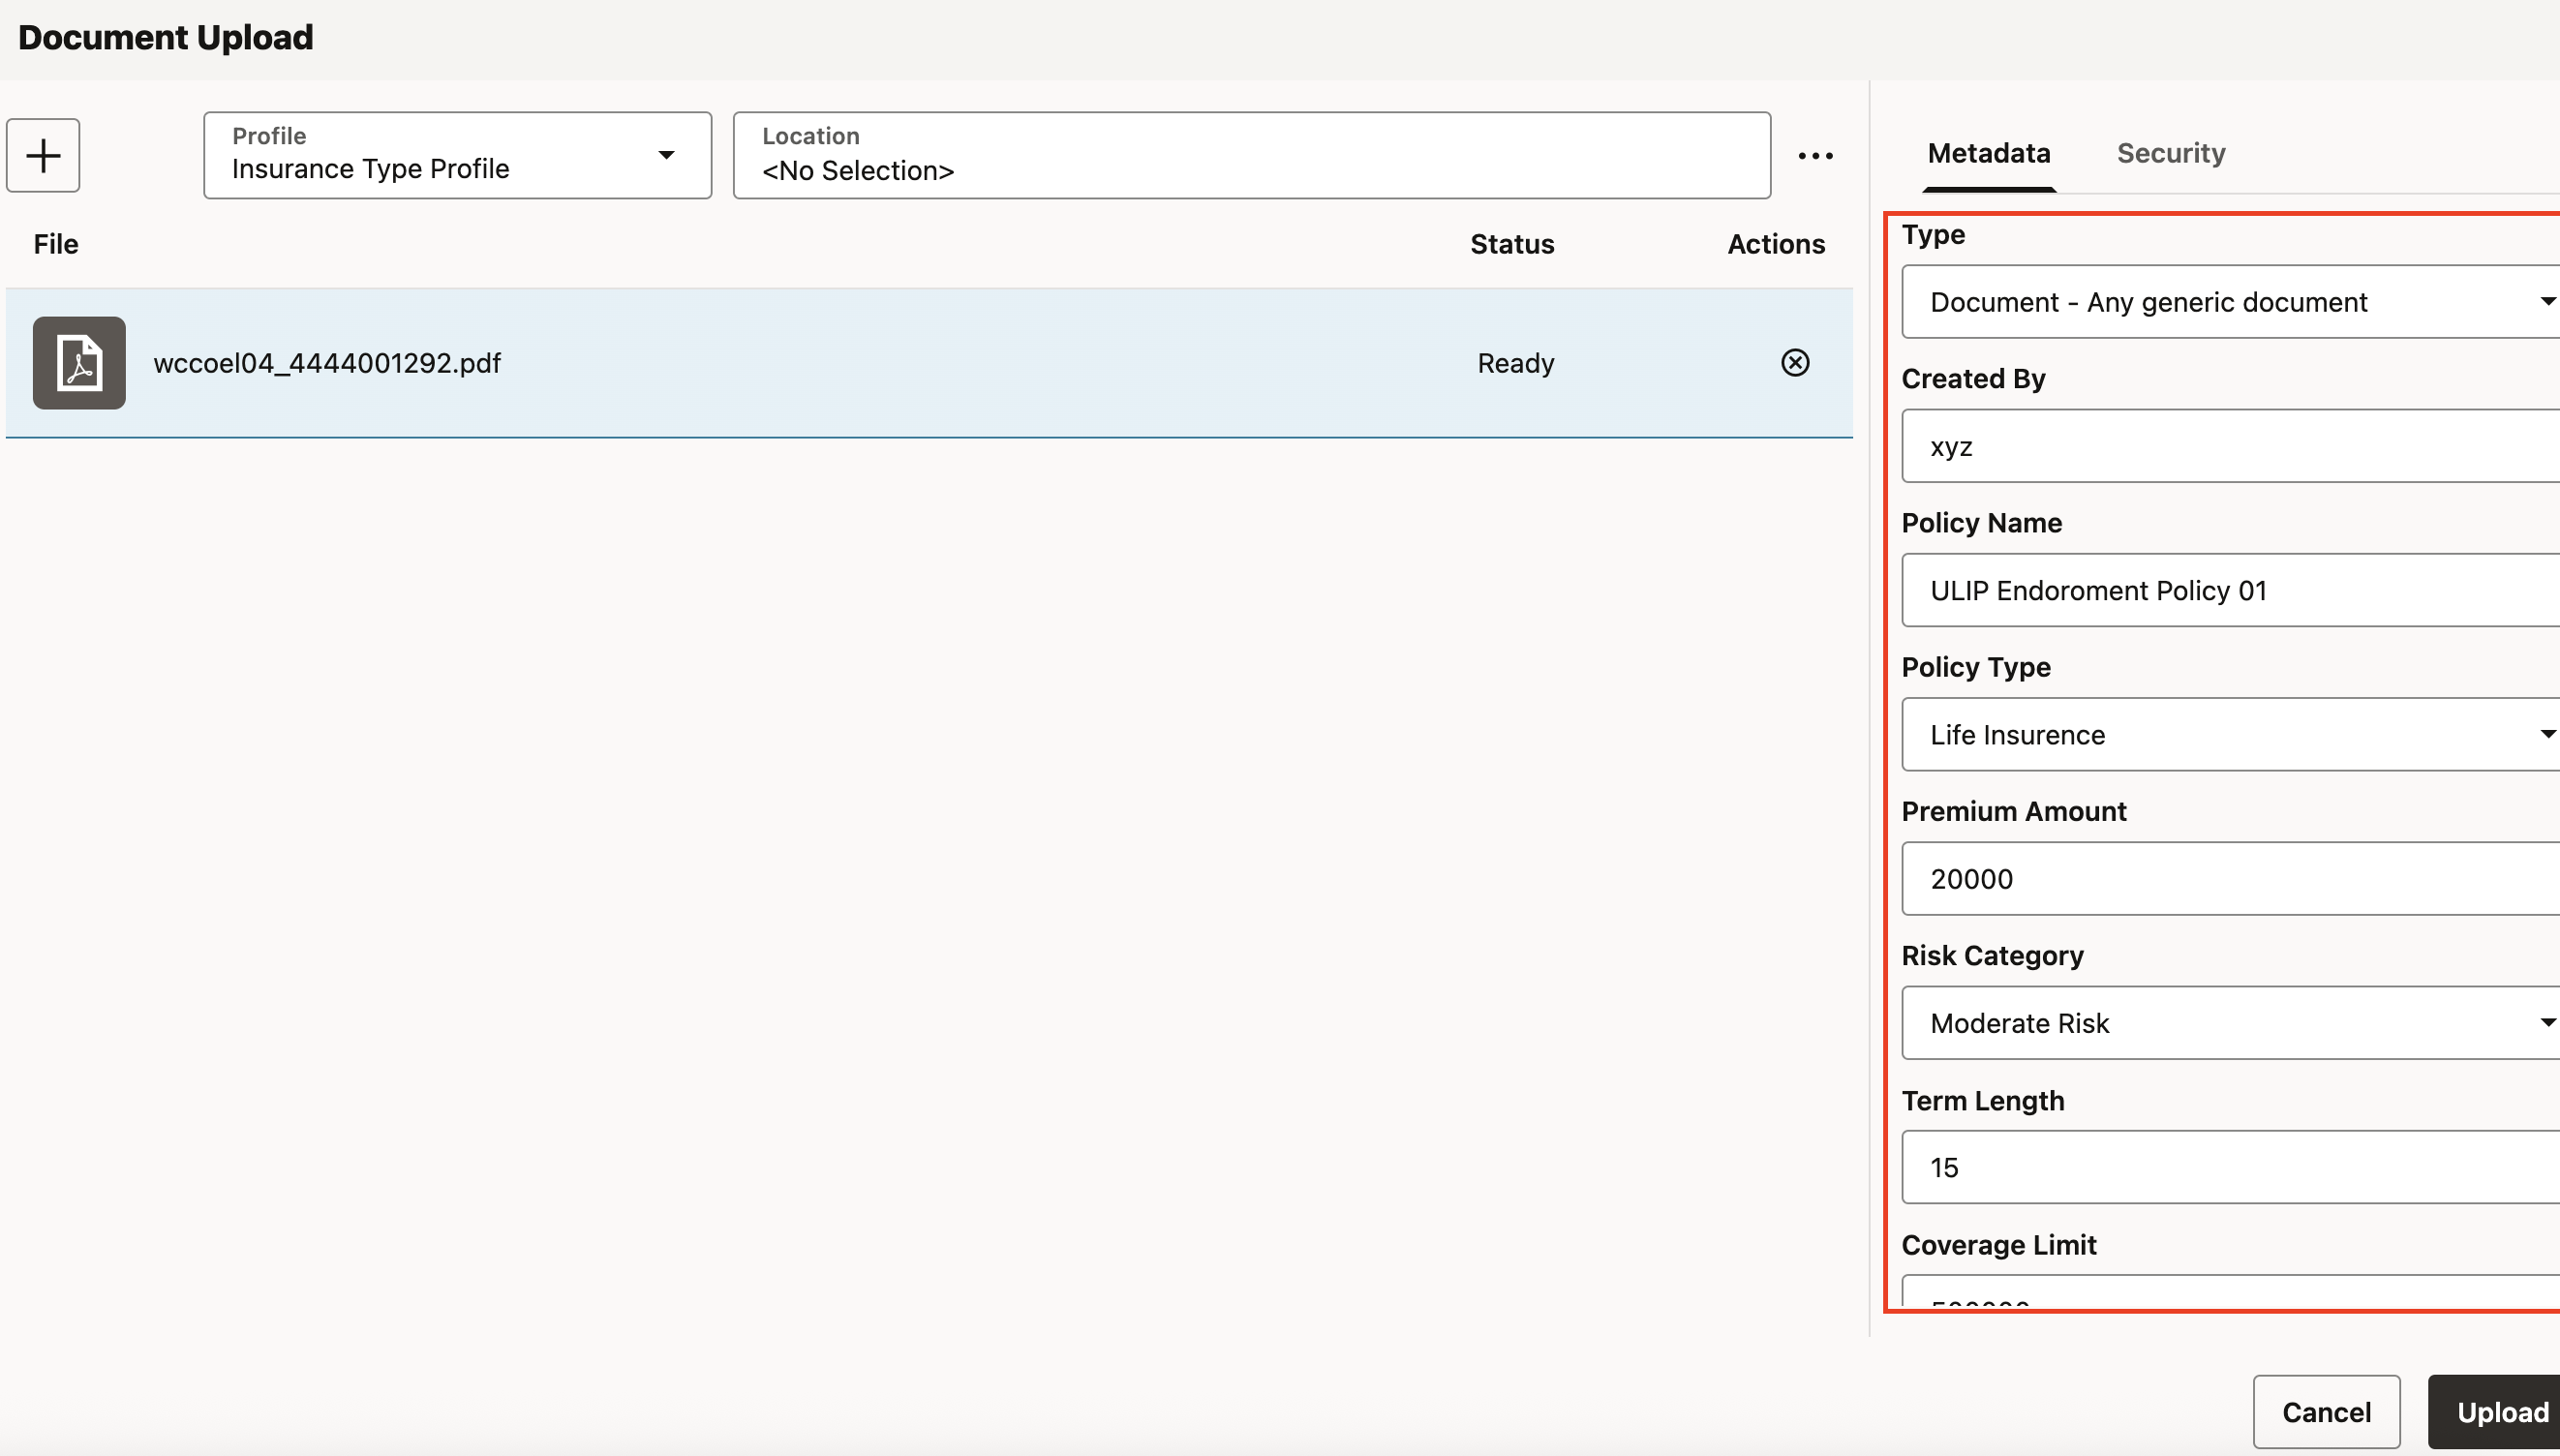 Document Upload
Profile
Insurance Type Profile
Location
<No Selection>
File Status Actions
wccoel04_4444001292.pdf Ready
Metadata Security
Type
Document - Any generic document
Created By
xyz
Policy Name
ULIP Endoroment Policy 01
Policy Type
Life Insurence
Premium Amount
20000
Risk Category
Moderate Risk
Term Length
15
Coverage Limit
Cancel Upload